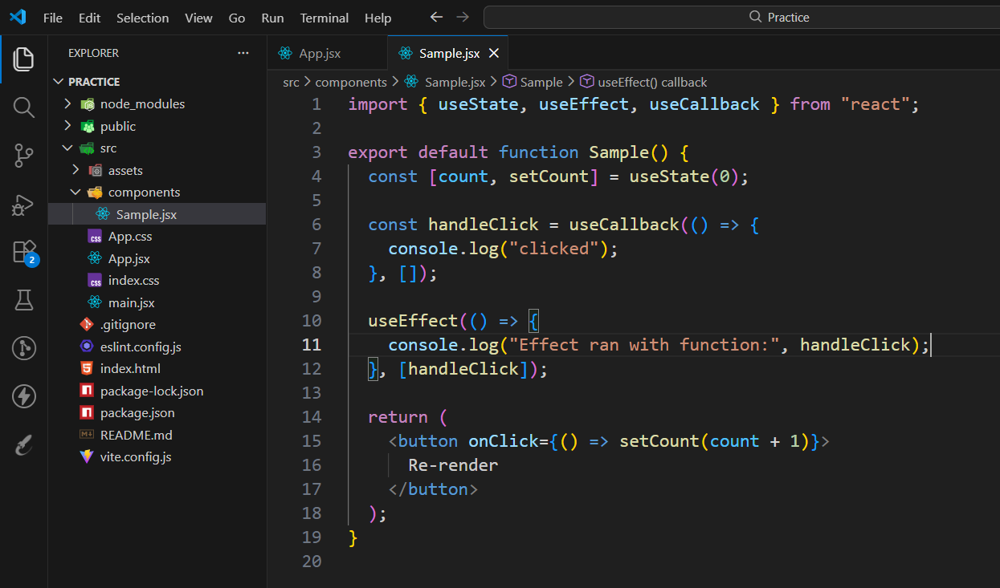 File Edit Selection View Go Run Terminal Help
Practice
EXPLORER
PRACTICE
node_modules
public
src
assets
components
Sample.jsx
App.css
App.jsx
index.css
main.jsx
.gitignore
eslint.config.js
index.html
package-lock.json
package.json
README.md
vite.config.js
2
App.jsx Sample.jsx
src > components > Sample.jsx > Sample > useEffect() callback
1 import { useState, useEffect, useCallback } from "react";
2
3 export default function Sample() {
4 const [count, setCount] = useState(0);
5
6 const handleClick = useCallback(() => {
7 console.log("clicked");
8 }, []);
9
10 useEffect(() => {
11 console.log("Effect ran with function:", handleClick);
12 }, [handleClick]);
13
14 return (
15 <button onClick={() => setCount(count + 1)}>
16 Re-render
17 </button>
18 );
19 }
20